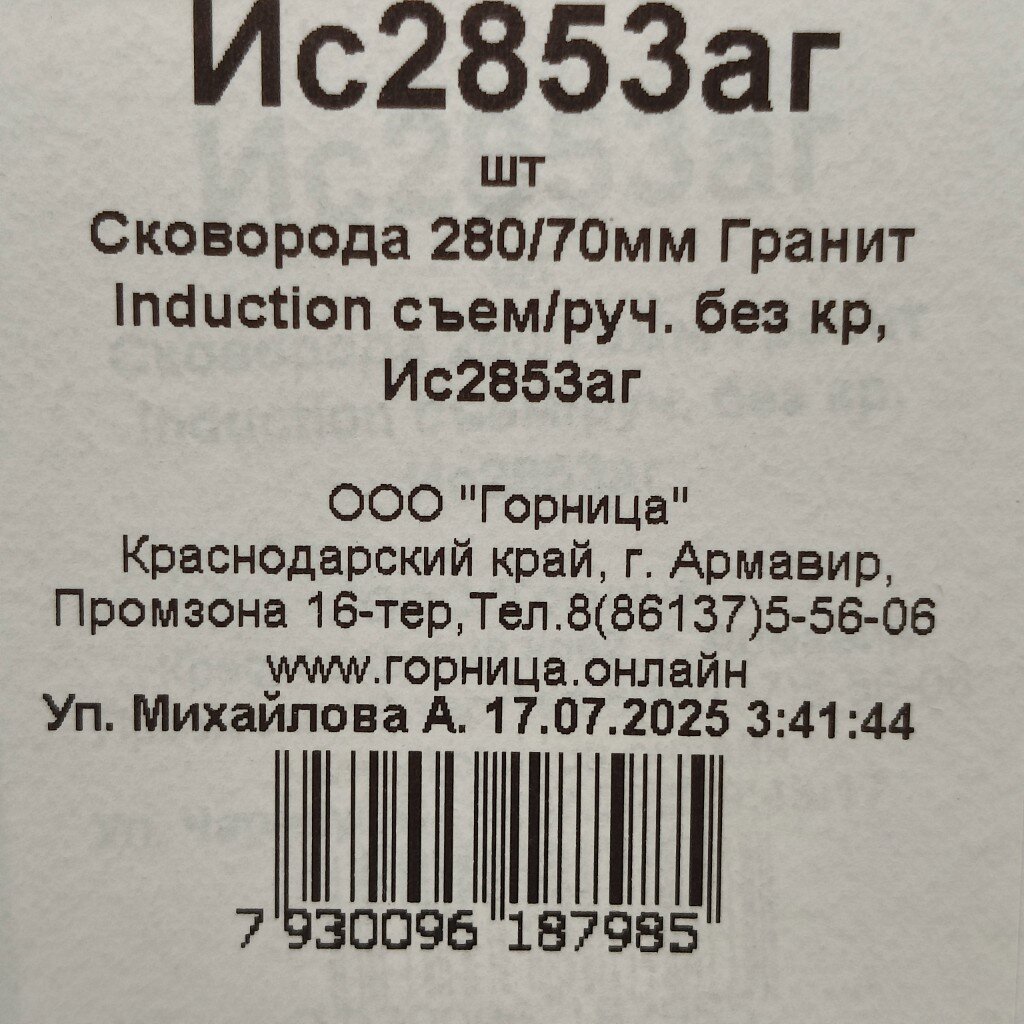 Ис2853аг
шт
Сковорода 280/70мм Гранит
Induction съем/руч. без кр,
Ис2853аг
ООО "Горница"
Краснодарский край, г. Армавир,
Промзона 16-тер,Тел.8(86137)5-56-06
www.горница.онлайн
Уп. Михайлова А. 17.07.2025 3:41:44
7 930096 187985